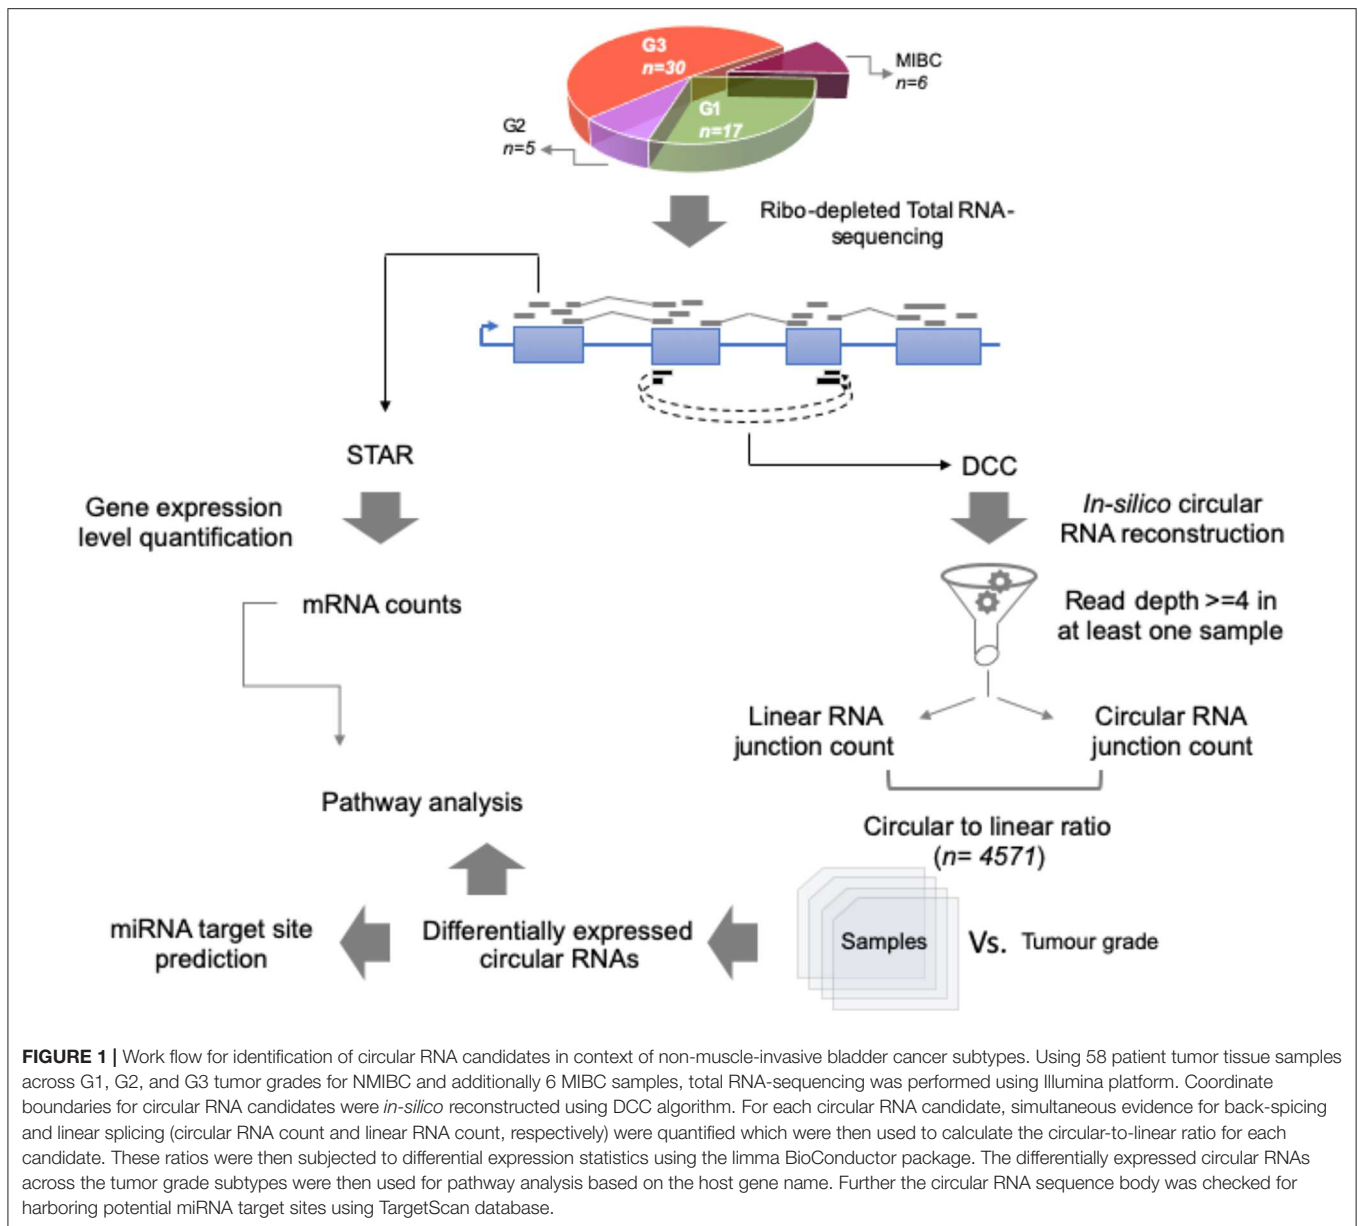 G3
n=30
MIBC
n=6
G1
n=17
G2
n=5
Ribo-depleted Total RNA-
sequencing
STAR
DCC
Gene expression
level quantification
In-silico circular
RNA reconstruction
mRNA counts
Read depth >=4 in
at least one sample
Linear RNA
junction count
Circular RNA
junction count
Pathway analysis
Circular to linear ratio
(n= 4571)
miRNA target site
prediction
Differentially expressed
circular RNAs
Samples
Vs. Tumour grade
FIGURE 1 | Work flow for identification of circular RNA candidates in context of non-muscle-invasive bladder cancer subtypes. Using 58 patient tumor tissue samples
across G1, G2, and G3 tumor grades for NMIBC and additionally 6 MIBC samples, total RNA-sequencing was performed using Illumina platform. Coordinate
boundaries for circular RNA candidates were in-silico reconstructed using DCC algorithm. For each circular RNA candidate, simultaneous evidence for back-spicing
and linear splicing (circular RNA count and linear RNA count, respectively) were quantified which were then used to calculate the circular-to-linear ratio for each
candidate. These ratios were then subjected to differential expression statistics using the limma BioConductor package. The differentially expressed circular RNAs
across the tumor grade subtypes were then used for pathway analysis based on the host gene name. Further the circular RNA sequence body was checked for
harboring potential miRNA target sites using TargetScan database.